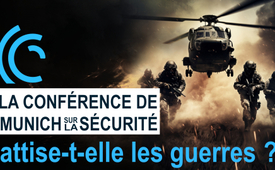 LA CONFÉRENCE DE
MUNICH SUR LA SÉCURITÉ
attise-t-elle les guerres ?